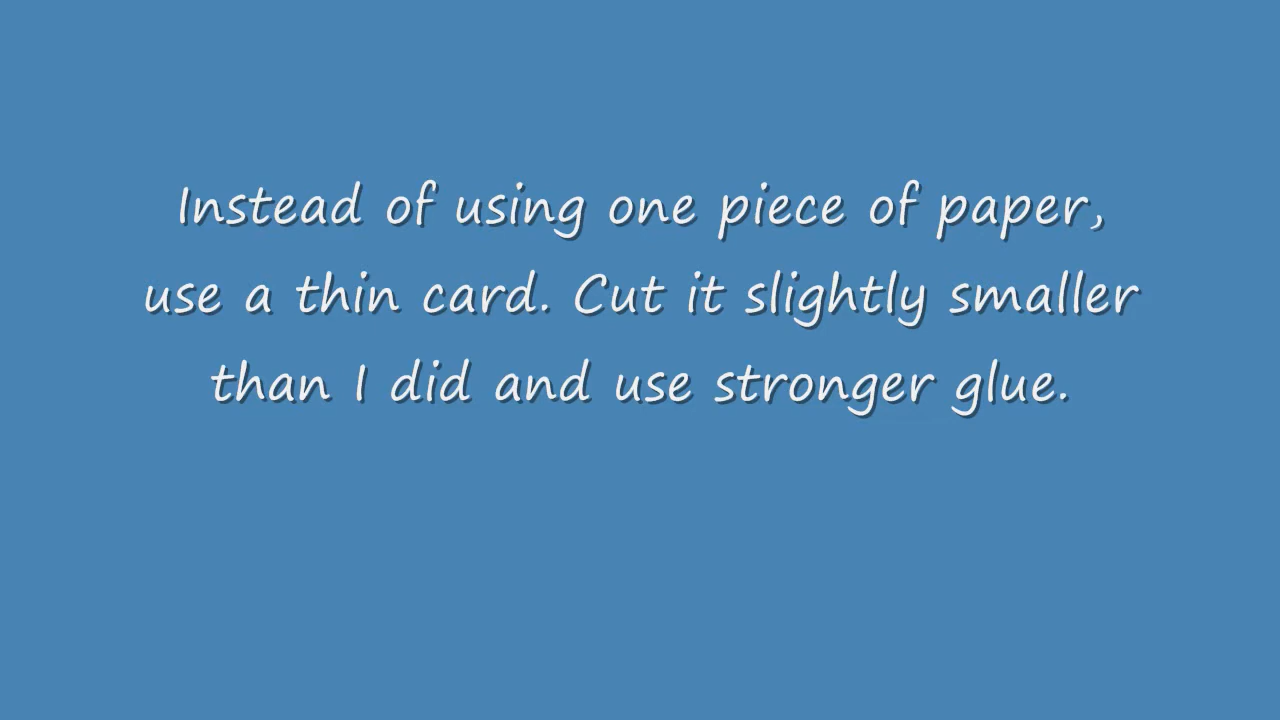 Instead of using one piece of paper,
use a thin card. Cut it slightly smaller
than I did and use stronger glue.